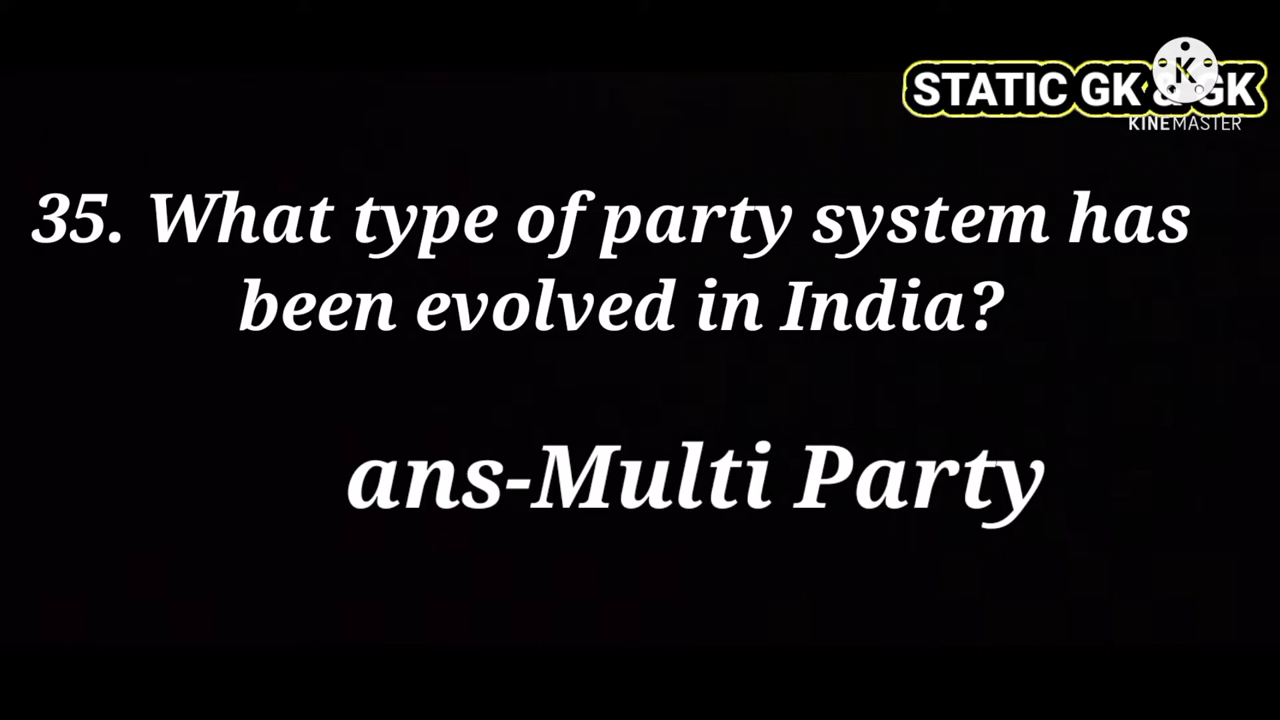 STATIC GK & GK
KINEMASTER
35. What type of party system has
been evolved in India?
ans-Multi Party